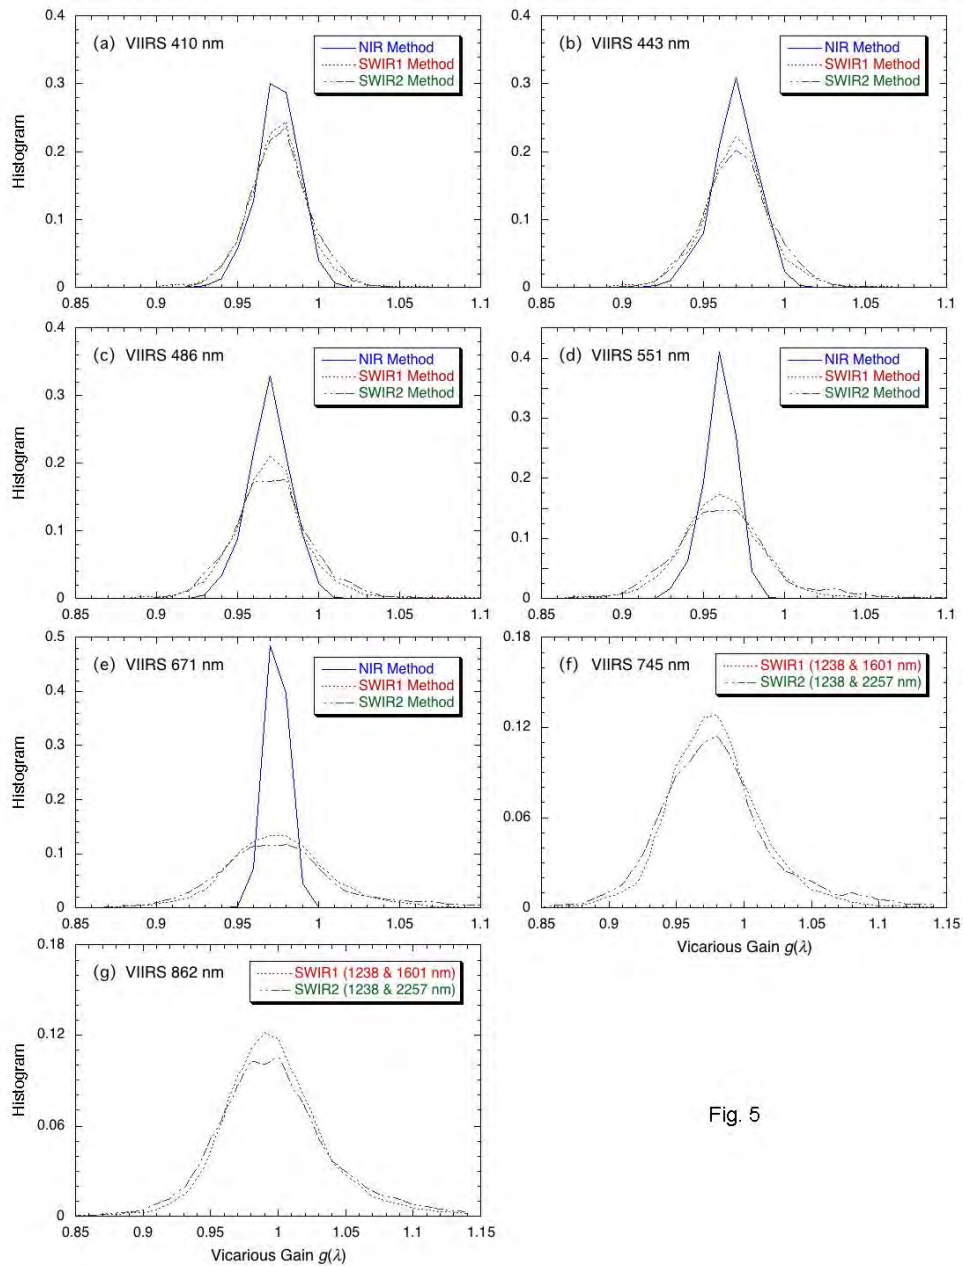 0.4
(a) VIIRS 410 nm
NIR Method
SWIR1 Method
SWIR2 Method
0.3
0.2
0.1
0
Histogram
0.85 0.9 0.95 1 1.05 1.1
0.4
(b) VIIRS 443 nm
NIR Method
SWIR1 Method
SWIR2 Method
0.3
0.2
0.1
0
0.85 0.9 0.95 1 1.05 1.1
0.4
(c) VIIRS 486 nm
NIR Method
SWIR1 Method
SWIR2 Method
0.3
0.2
0.1
0
Histogram
0.85 0.9 0.95 1 1.05 1.1
(d) VIIRS 551 nm
NIR Method
SWIR1 Method
SWIR2 Method
0.4
0.3
0.2
0.1
0
0.85 0.9 0.95 1 1.05 1.1
0.5
(e) VIIRS 671 nm
NIR Method
SWIR1 Method
SWIR2 Method
0.4
0.3
0.2
0.1
0
Histogram
0.85 0.9 0.95 1 1.05 1.1
0.18
(f) VIIRS 745 nm
SWIR1 (1238 & 1601 nm)
SWIR2 (1238 & 2257 nm)
0.12
0.06
0
0.85 0.9 0.95 1 1.05 1.1 1.15
Vicarious Gain g(λ)
0.18
(g) VIIRS 862 nm
SWIR1 (1238 & 1601 nm)
SWIR2 (1238 & 2257 nm)
0.12
0.06
0
Histogram
0.85 0.9 0.95 1 1.05 1.1 1.15
Vicarious Gain g(λ)
Fig. 5